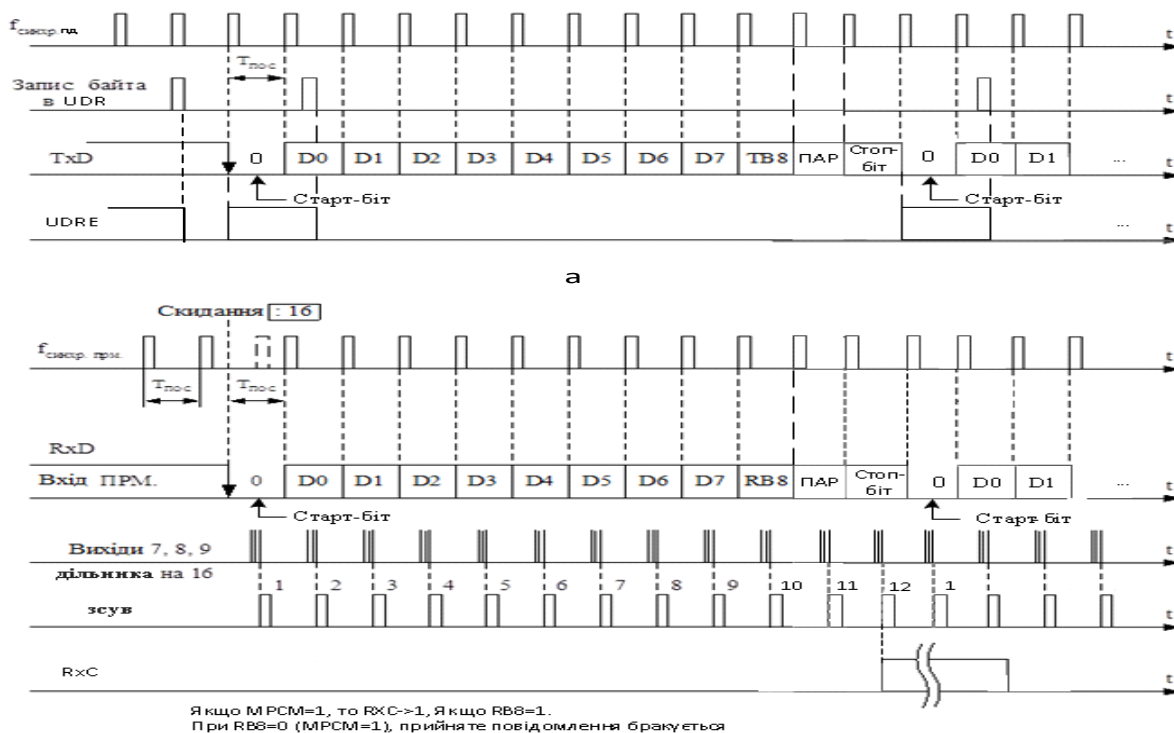 fсинхр.пд t
Tпос
Запис байта
в UDR t
TxD 0 D0 D1 D2 D3 D4 D5 D6 D7 TB8 ПАР Стоп-біт 0 D0 D1 ... t
Старт-біт Старт-біт
UDRE ... t
а
Скидання : 16
fсинхр. прм. t
Tпос Tпос
RxD
Вхід ПРМ. 0 D0 D1 D2 D3 D4 D5 D6 D7 RB8 ПАР Стоп-біт 0 D0 D1 ... t
Старт-біт Старт-біт
Вихіди 7, 8, 9 t
дільника на 16 1 2 3 4 5 6 7 8 9 10 11 12 1
зсув t
RxC t
Якщо MPCM=1, то RXC->1, Якщо RB8=1.
При RB8=0 (MPCM=1), прийняте повідомлення бракується